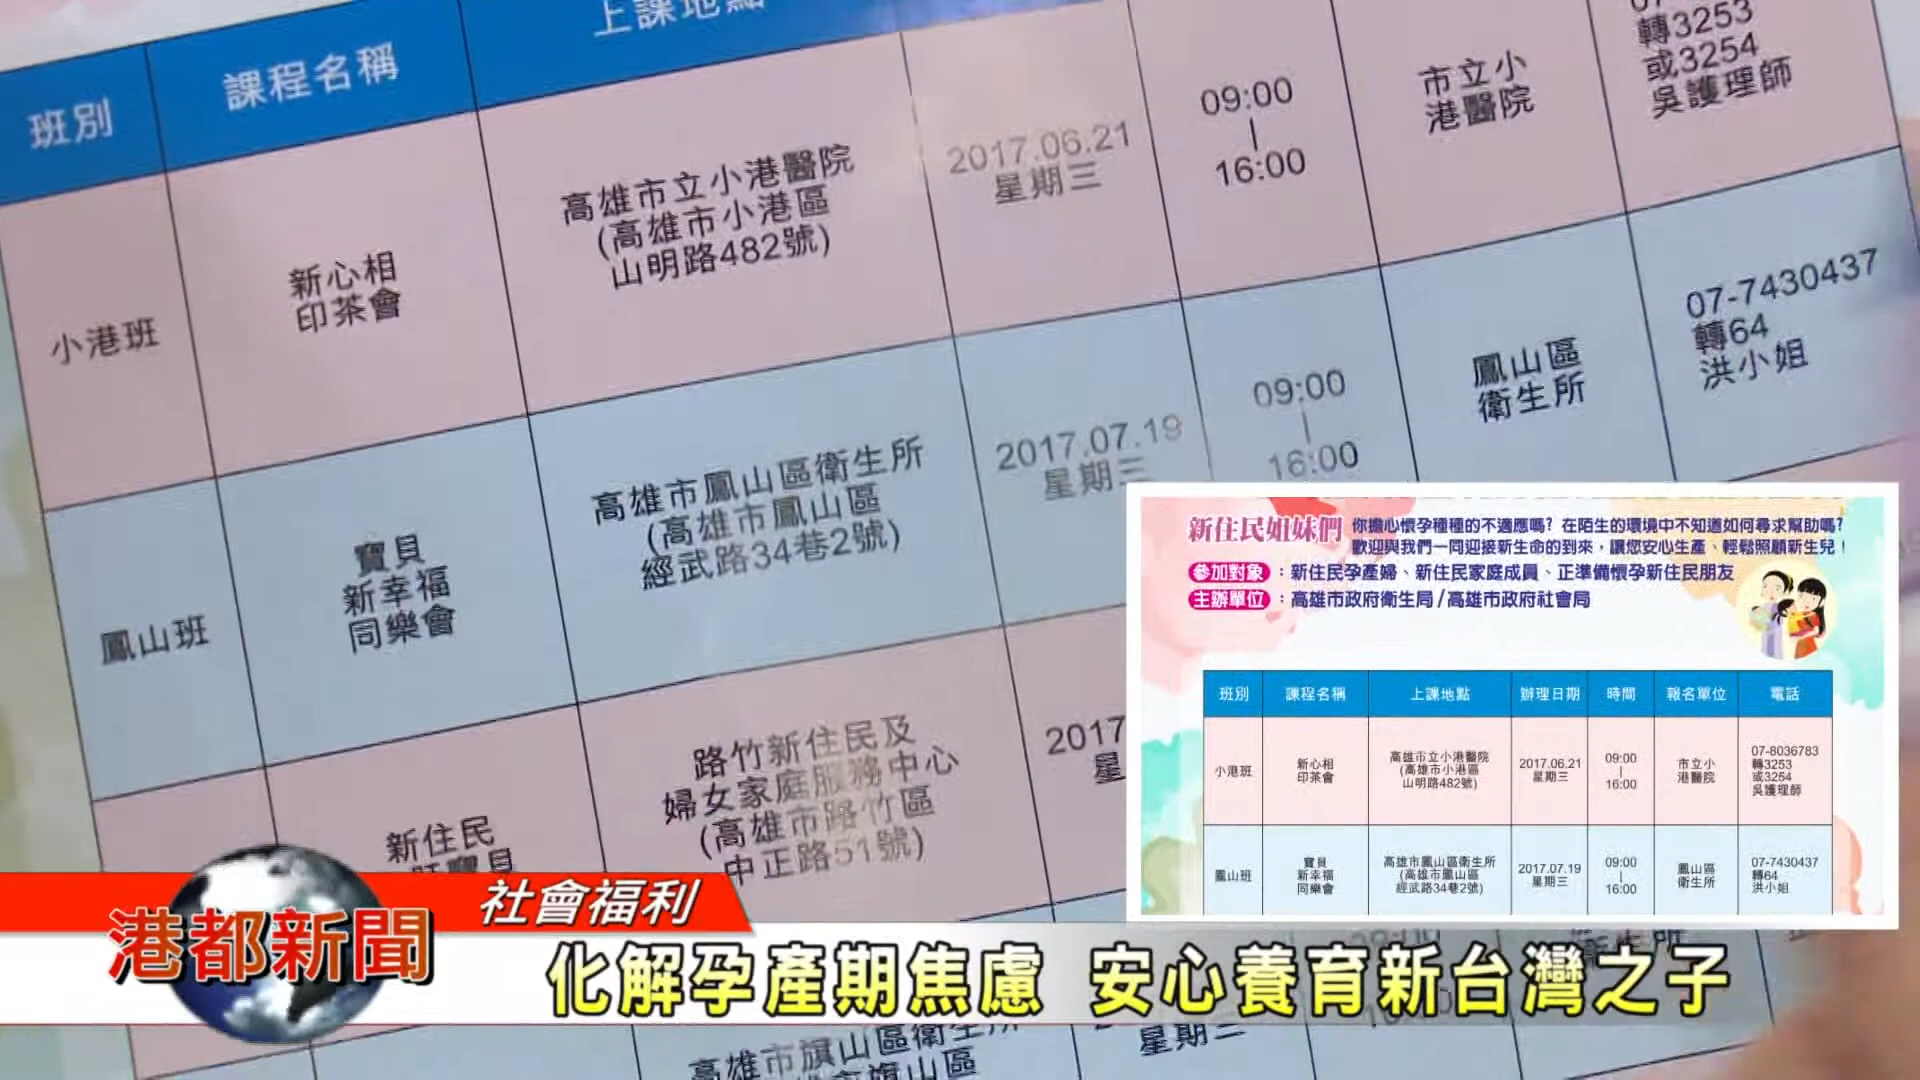 班別
課程名稱
上課地點
小港班
新心相
印茶會
高雄市立小港醫院
(高雄市小港區
山明路482號)
2017.06.21
星期三
09:00
|
16:00
市立小
港醫院
轉3253
或3254
吳護理師
鳳山班
寶貝
新幸福
同樂會
高雄市鳳山區衛生所
(高雄市鳳山區
經武路34巷2號)
2017.07.19
星期三
09:00
|
16:00
鳳山區
衛生所
07-7430437
轉64
洪小姐
新住民
路竹新住民及
婦女家庭服務中心
(高雄市路竹區
中正路51號)
2017
星
高雄市旗山區衛生所
星期三
新住民姐妹們
你擔心懷孕種種的不適應嗎? 在陌生的環境中不知道如何尋求幫助嗎?
歡迎與我們一同迎接新生命的到來，讓您安心生產、輕鬆照顧新生兒！
參加對象：新住民孕產婦、新住民家庭成員、正準備懷孕新住民朋友
主辦單位：高雄市政府衛生局/高雄市政府社會局
班別 課程名稱 上課地點 辦理日期 時間 報名單位 電話
小港班
新心相
印茶會
高雄市立小港醫院
(高雄市小港區
山明路482號)
2017.06.21
星期三
09:00
|
16:00
市立小
港醫院
07-8036783
轉3253
或3254
吳護理師
鳳山班
寶貝
新幸福
同樂會
高雄市鳳山區衛生所
(高雄市鳳山區
經武路34巷2號)
2017.07.19
星期三
09:00
|
16:00
鳳山區
衛生所
07-7430437
轉64
洪小姐
社會福利
港都新聞
化解孕產期焦慮 安心養育新台灣之子